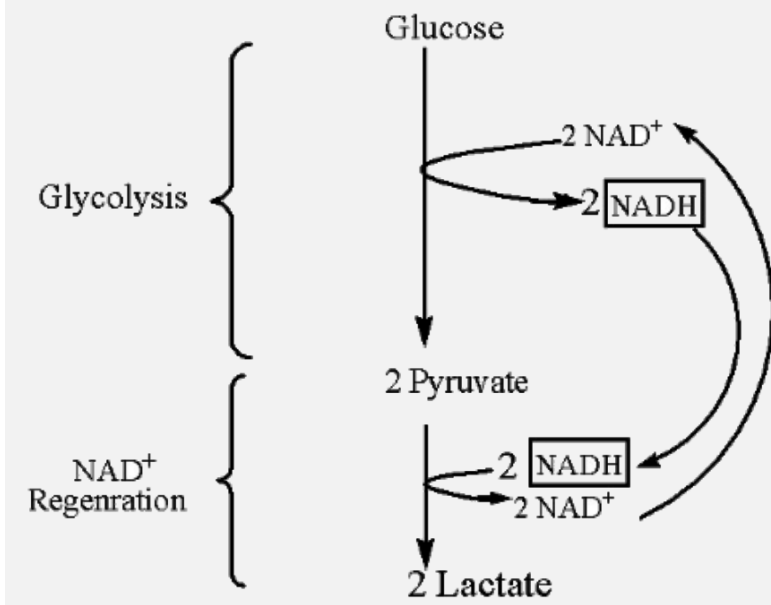 Glucose
2 NAD⁺
Glycolysis
2 NADH
2 Pyruvate
NAD⁺
Regenration
2 NADH
2 NAD⁺
2 Lactate